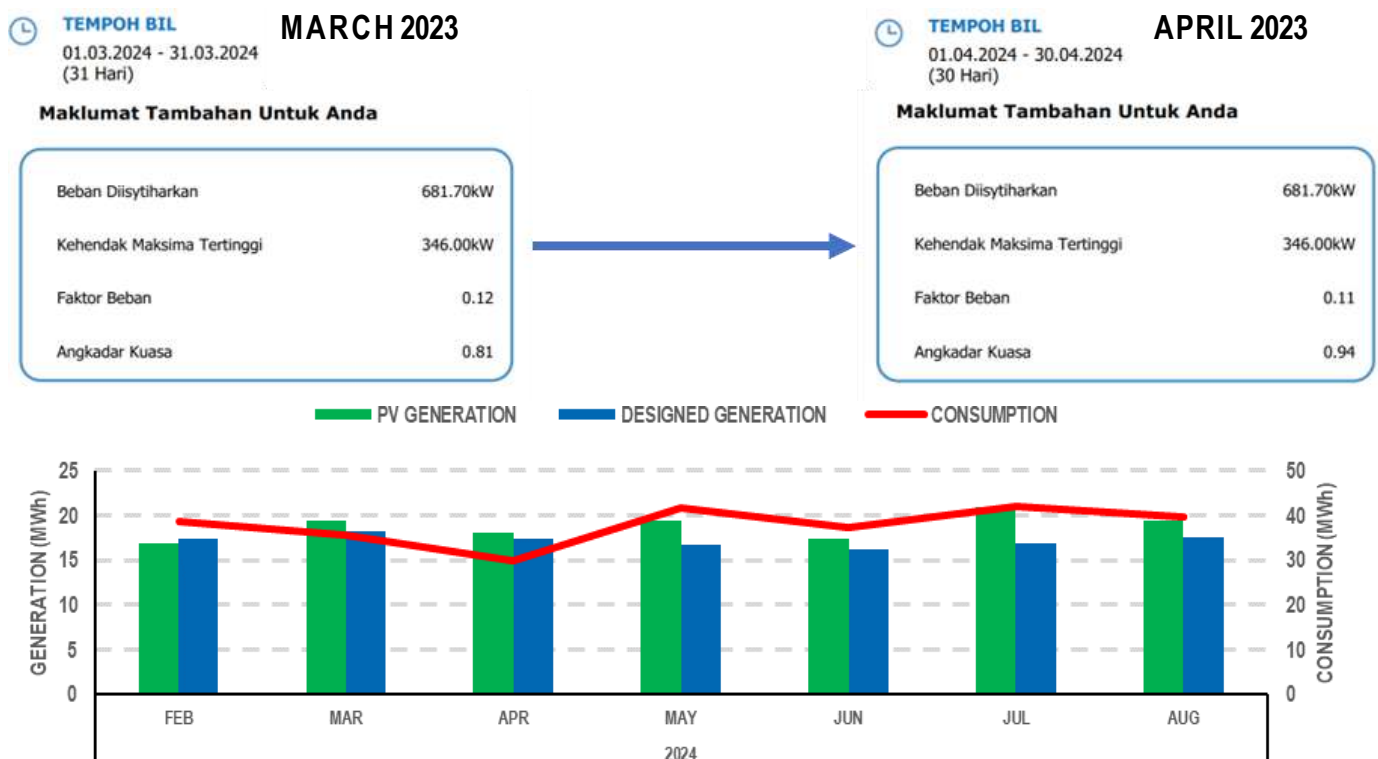 TEMPOH BIL
MARCH 2023
01.03.2024 - 31.03.2024
(31 Hari)
Maklumat Tambahan Untuk Anda
Beban Diisytiharkan 681.70kW
Kehendak Maksima Tertinggi 346.00kW
Faktor Beban 0.12
Angkadar Kuasa 0.81
TEMPOH BIL
APRIL 2023
01.04.2024 - 30.04.2024
(30 Hari)
Maklumat Tambahan Untuk Anda
Beban Diisytiharkan 681.70kW
Kehendak Maksima Tertinggi 346.00kW
Faktor Beban 0.11
Angkadar Kuasa 0.94
PV GENERATION DESIGNED GENERATION CONSUMPTION
GENERATION (MWh)
25
20
15
10
5
0
50
40
30
20
10
0
CONSUMPTION (MWh)
FEB MAR APR MAY JUN JUL AUG
2024